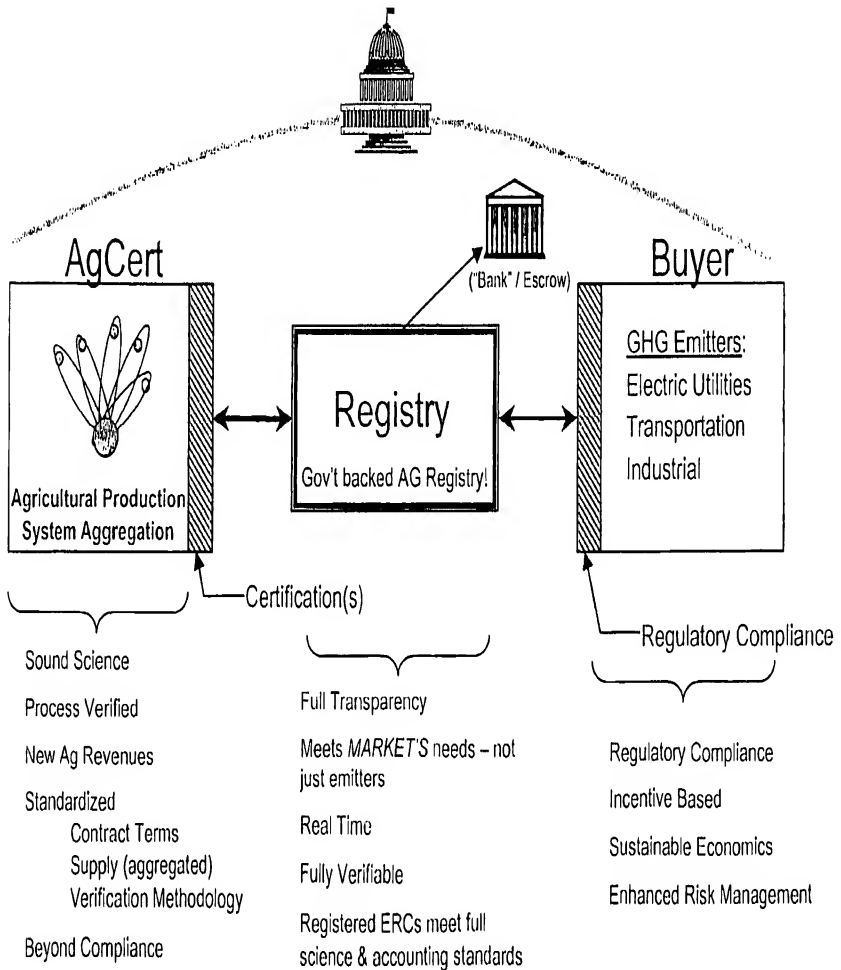 AgCert
("Bank" / Escrow)
Buyer
Agricultural Production
System Aggregation
Registry
Gov't backed AG Registry!
GHG Emitters:
Electric Utilities
Transportation
Industrial
Certification(s)
Regulatory Compliance
Sound Science
Process Verified
New Ag Revenues
Standardized
Contract Terms
Supply (aggregated)
Verification Methodology
Beyond Compliance
Full Transparency
Meets MARKET'S needs – not
just emitters
Real Time
Fully Verifiable
Registered ERCs meet full
science & accounting standards
Regulatory Compliance
Incentive Based
Sustainable Economics
Enhanced Risk Management